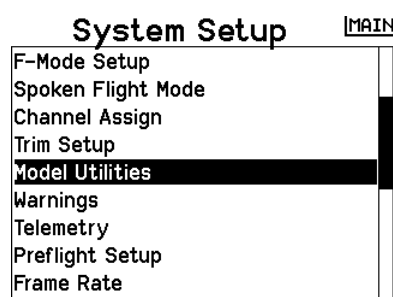 System Setup
MAIN
F-Mode Setup
Spoken Flight Mode
Channel Assign
Trim Setup
Model Utilities
Warnings
Telemetry
Preflight Setup
Frame Rate